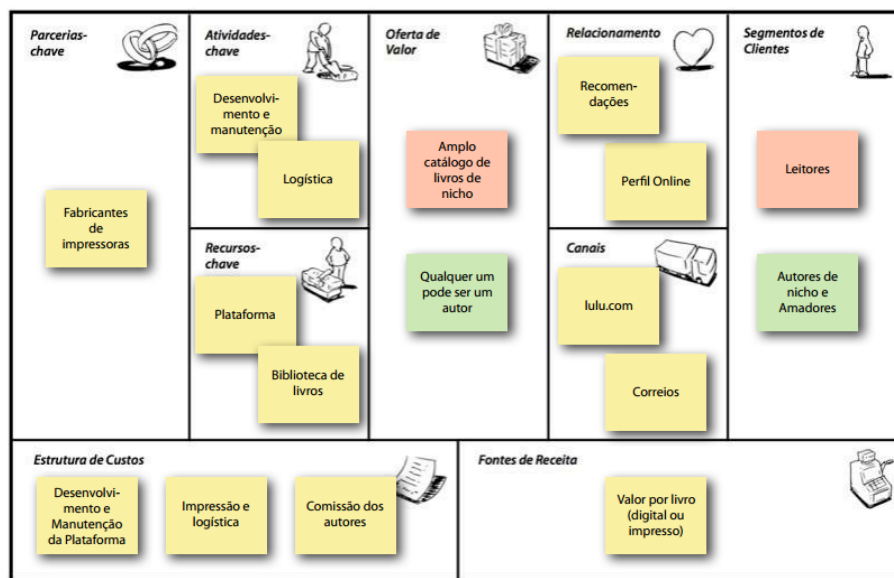 Parcerias-
chave
Fabricantes
de
impressoras
Atividades-
chave
Desenvolvi-
mento e
manutenção
Logística
Recursos-
chave
Plataforma
Biblioteca de
livros
Oferta de
Valor
Amplo
catálogo de
livros de
nicho
Qualquer um
pode ser um
autor
Relacionamento
Recomen-
dações
Perfil Online
Canais
lulu.com
Correios
Segmentos de
Clientes
Leitores
Autores de
nicho e
Amadores
Estrutura de Custos
Desenvolvi-
mento e
Manutenção
da Plataforma
Impressão e
logística
Comissão dos
autores
Fontes de Receita
Valor por livro
(digital ou
impresso)